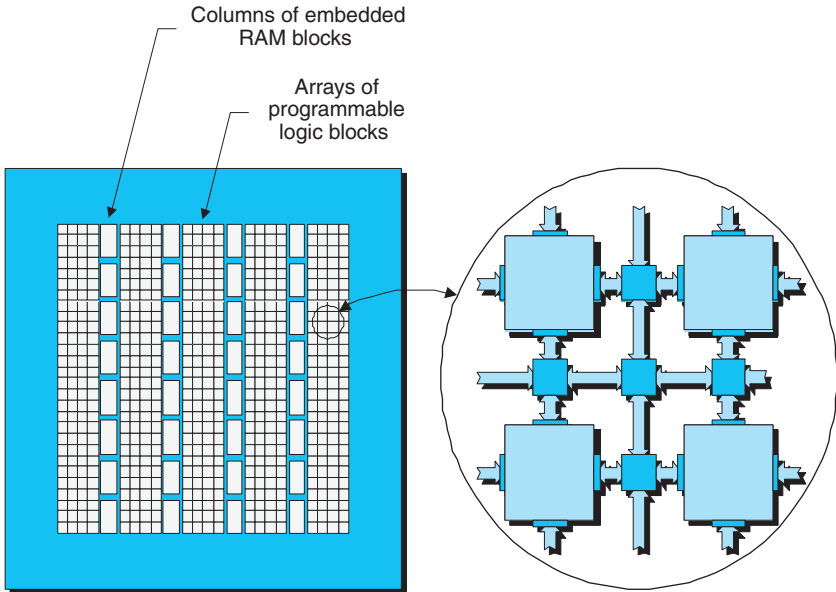 Columns of embedded
RAM blocks
Arrays of
programmable
logic blocks